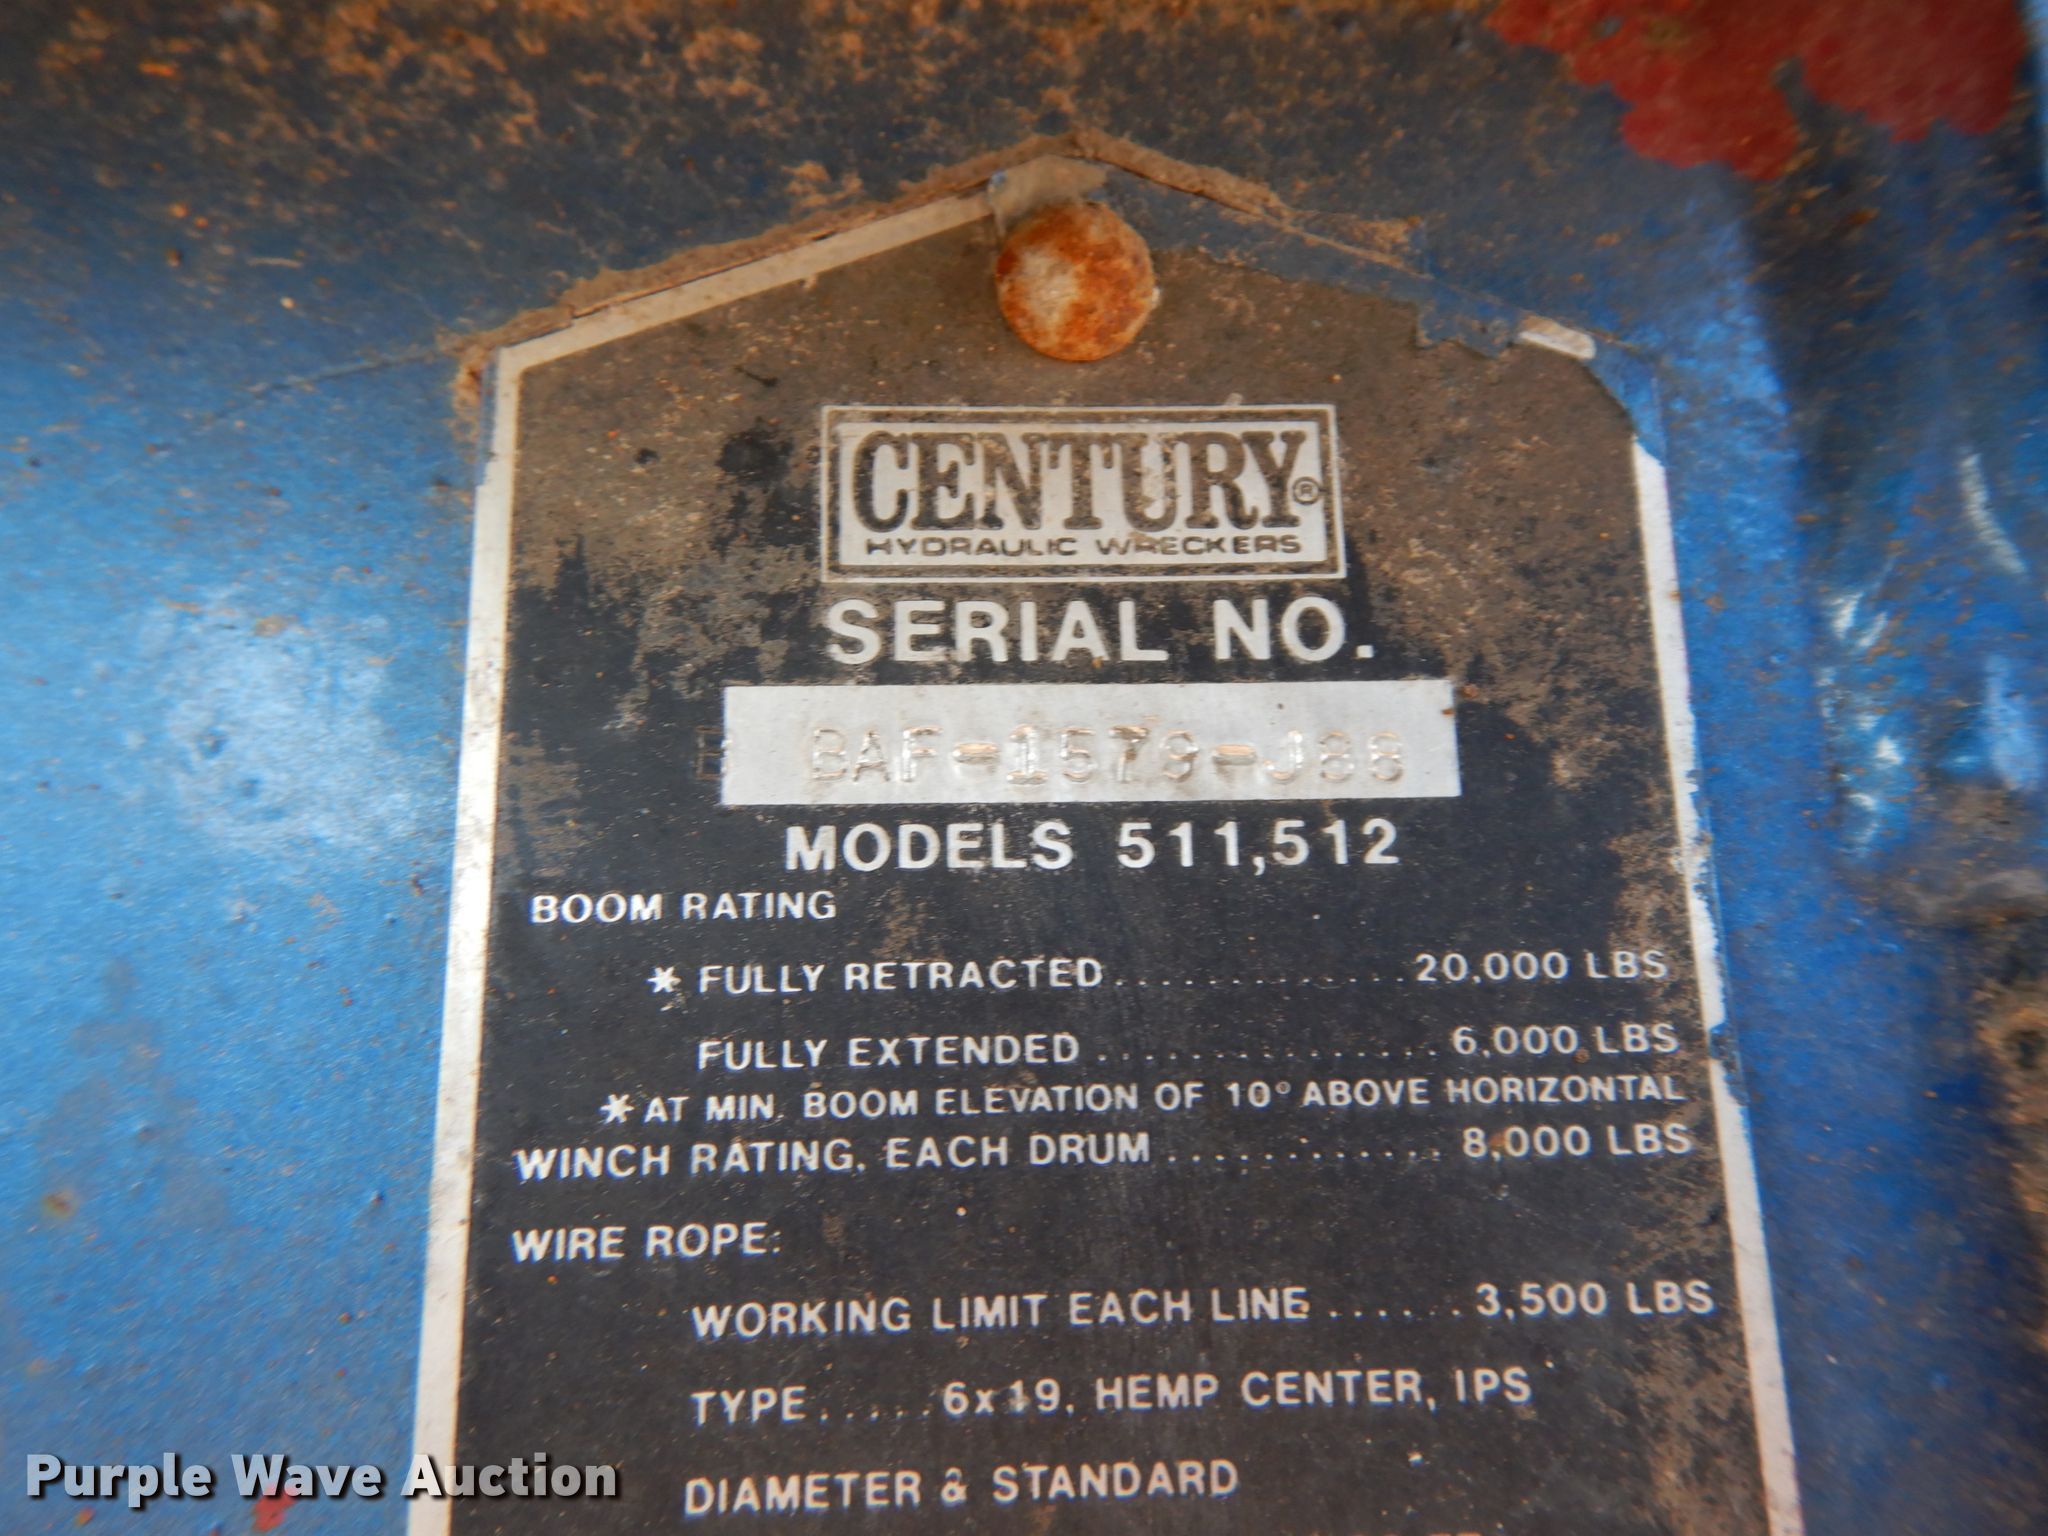 CENTURY®
HYDRAULIC WRECKERS
SERIAL NO.
BAF-1579-J88
MODELS 511,512
BOOM RATING
* FULLY RETRACTED.............20,000 LBS
FULLY EXTENDED ............... 6,000 LBS
* AT MIN. BOOM ELEVATION OF 10° ABOVE HORIZONTAL
WINCH RATING, EACH DRUM ............ 8,000 LBS
WIRE ROPE:
WORKING LIMIT EACH LINE ...... 3,500 LBS
TYPE.....6x19, HEMP CENTER, IPS
DIAMETER & STANDARD
Purple Wave Auction